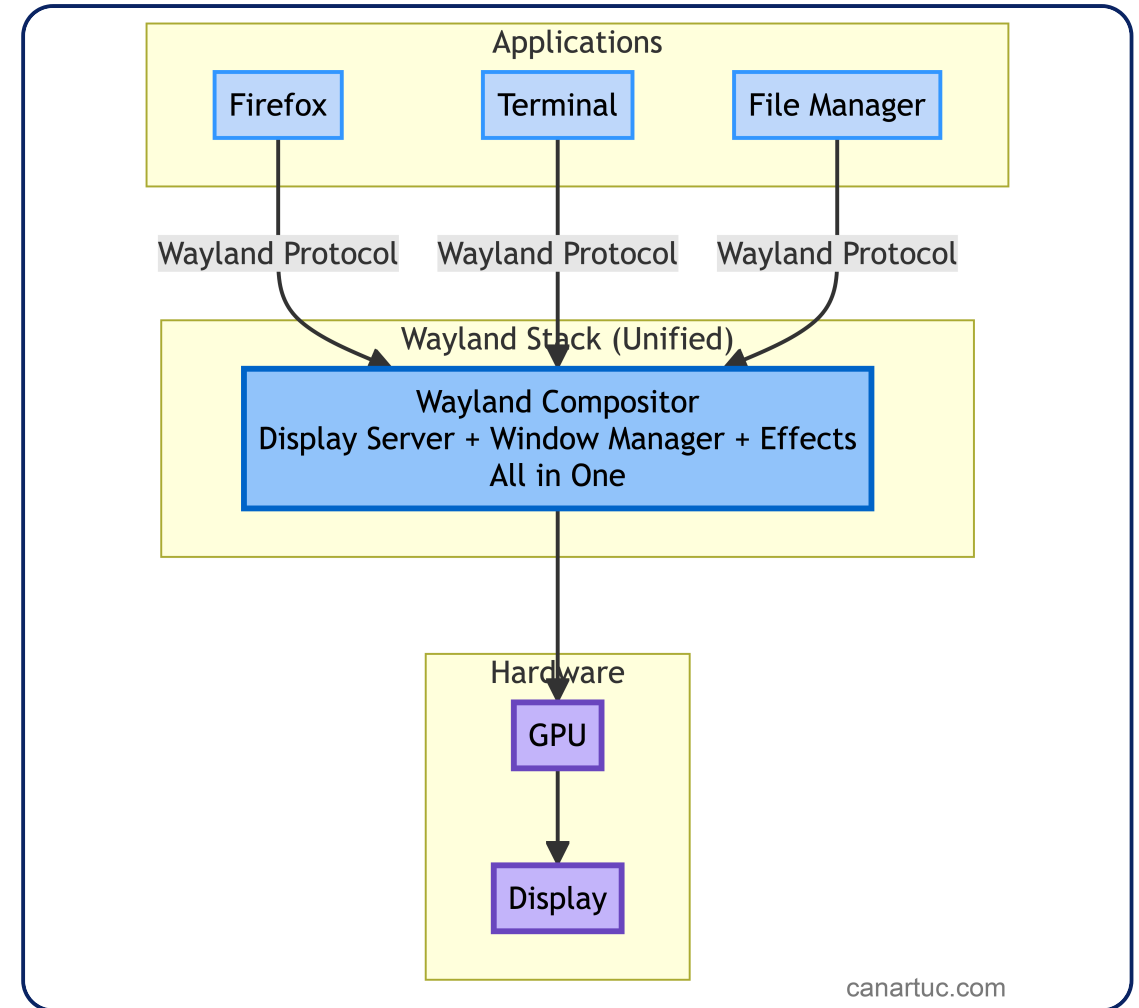 Applications
Firefox
Terminal
File Manager
Wayland Protocol
Wayland Protocol
Wayland Protocol
Wayland Stack (Unified)
Wayland Compositor
Display Server + Window Manager + Effects
All in One
Hardware
GPU
Display
canartuc.com